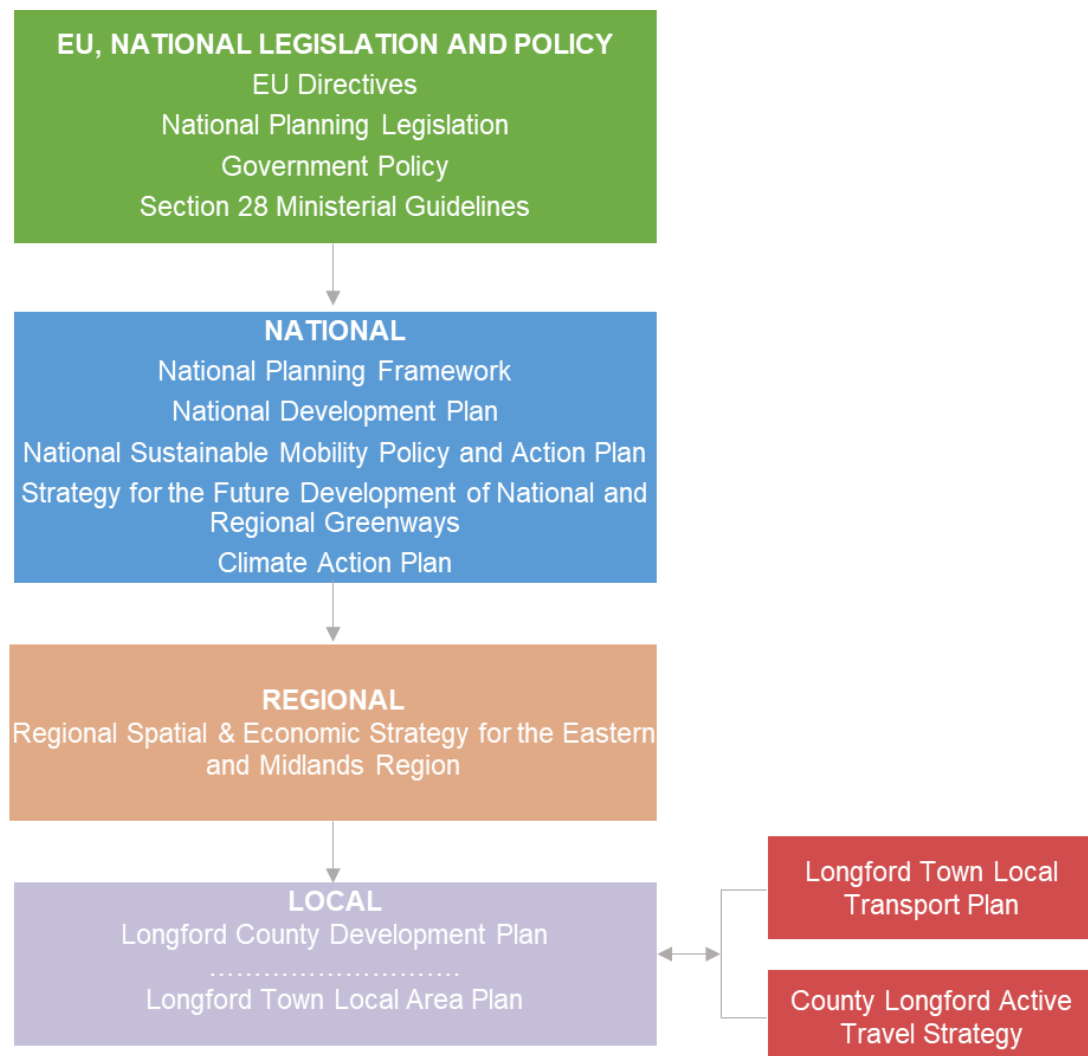 EU, NATIONAL LEGISLATION AND POLICY
EU Directives
National Planning Legislation
Government Policy
Section 28 Ministerial Guidelines
NATIONAL
National Planning Framework
National Development Plan
National Sustainable Mobility Policy and Action Plan
Strategy for the Future Development of National and
Regional Greenways
Climate Action Plan
REGIONAL
Regional Spatial & Economic Strategy for the Eastern
and Midlands Region
LOCAL
Longford County Development Plan
............................
Longford Town Local Area Plan
Longford Town Local
Transport Plan
County Longford Active
Travel Strategy